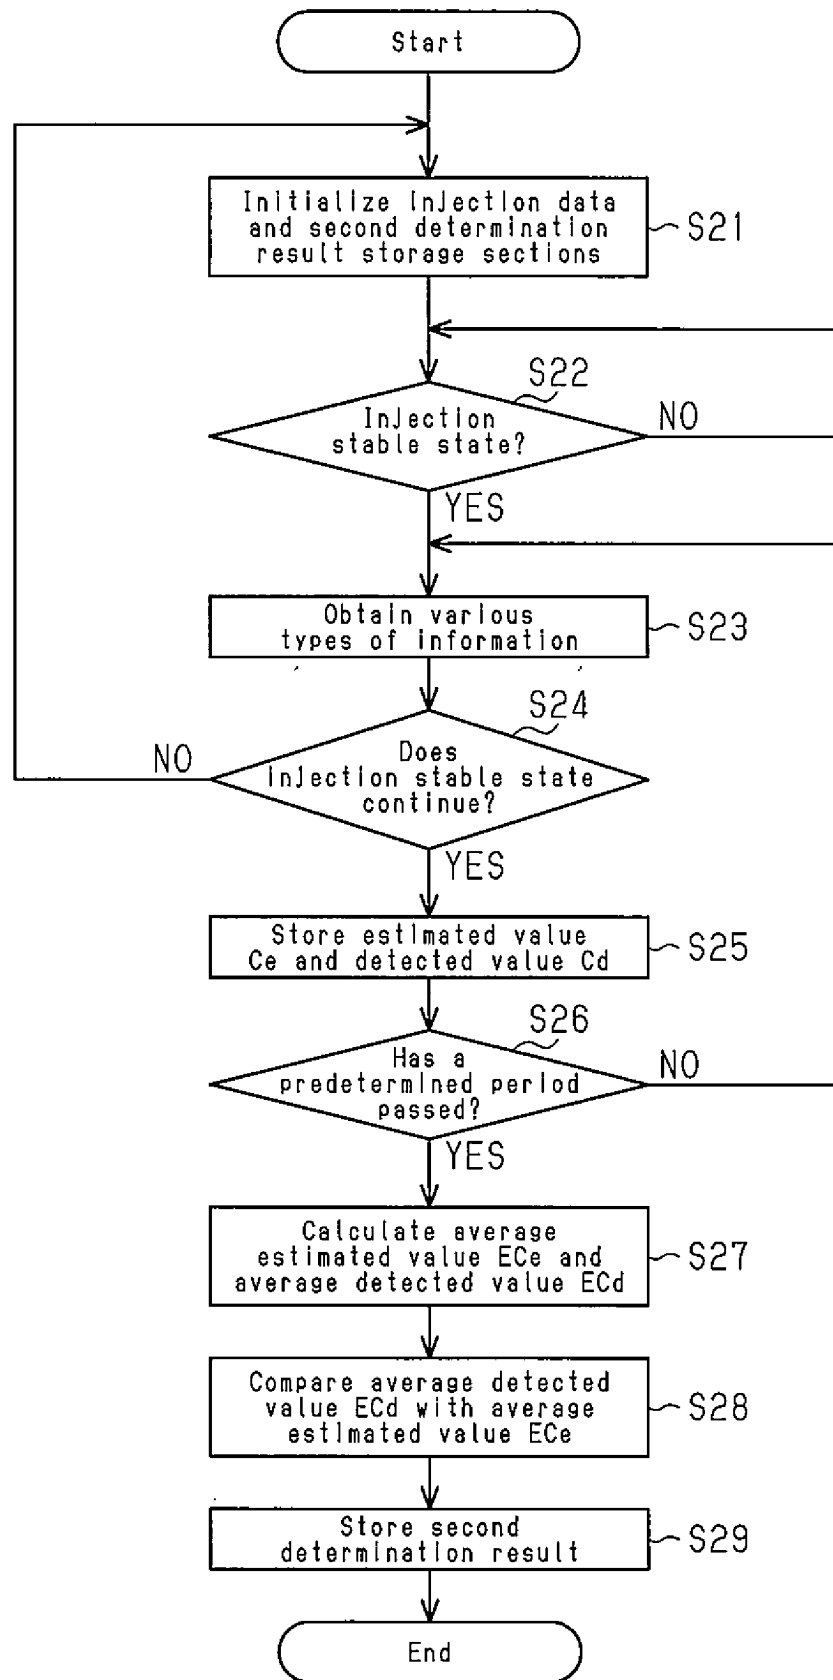 Start
Initialize injection data
and second determination
result storage sections
S21
S22
Injection
stable state?
NO
YES
Obtain various
types of information
S23
S24
NO
Does
injection stable state
continue?
YES
Store estimated value
Ce and detected value Cd
S25
S26
Has a
predetermined period
passed?
NO
YES
Calculate average
estimated value ECe and
average detected value ECd
S27
Compare average detected
value ECd with average
estimated value ECe
S28
Store second
determination result
S29
End